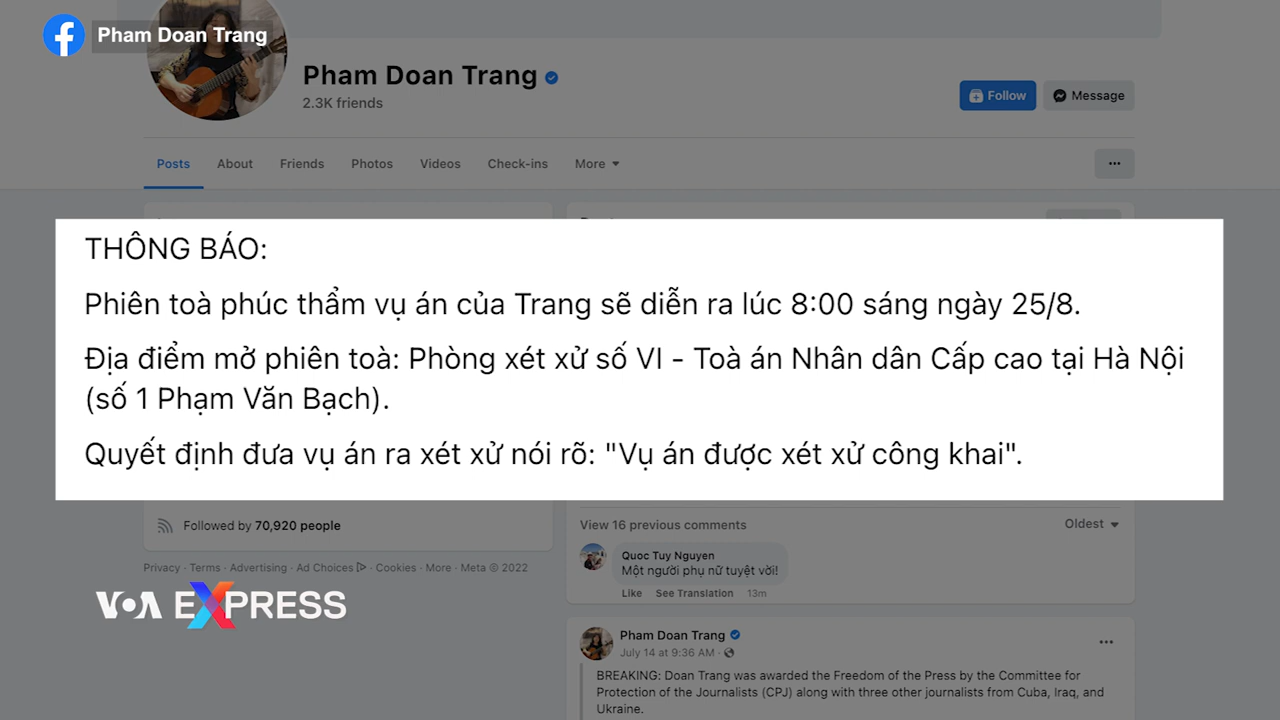 Pham Doan Trang
Pham Doan Trang
2.3K friends
Follow
Message
Posts
About
Friends
Photos
Videos
Check-ins
More
THÔNG BÁO:
Phiên toà phúc thẩm vụ án của Trang sẽ diễn ra lúc 8:00 sáng ngày 25/8.
Địa điểm mở phiên toà: Phòng xét xử số VI - Toà án Nhân dân Cấp cao tại Hà Nội
(số 1 Phạm Văn Bạch).
Quyết định đưa vụ án ra xét xử nói rõ: "Vụ án được xét xử công khai".
Followed by 70,920 people
Privacy · Terms · Advertising · Ad Choices · Cookies · More · Meta © 2022
VOA EXPRESS
View 16 previous comments
Oldest
Quoc Tuy Nguyen
Một người phụ nữ tuyệt vời!
Like See Translation 13m
Pham Doan Trang
July 14 at 9:36 AM ·
BREAKING: Doan Trang was awarded the Freedom of the Press by the Committee for
Protection of the Journalists (CPJ) along with three other journalists from Cuba, Iraq, and
Ukraine.